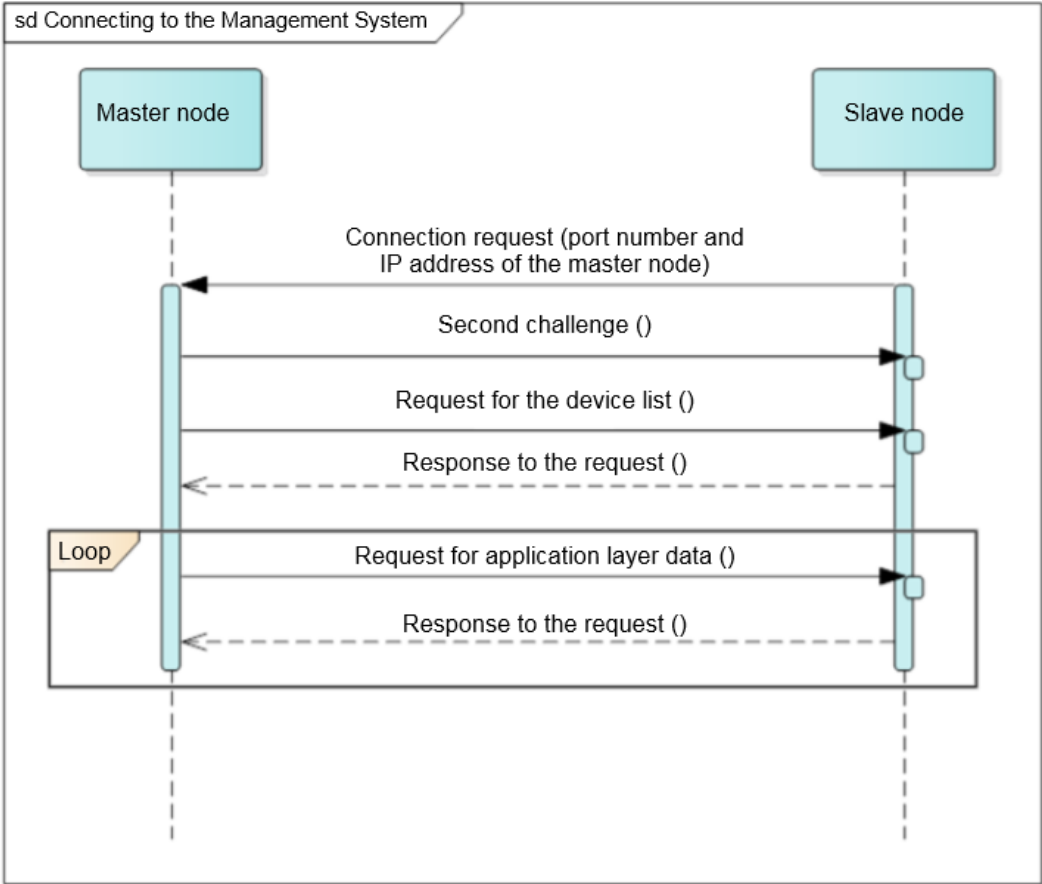 sd Connecting to the Management System
Master node
Slave node
Connection request (port number and
IP address of the master node)
Second challenge ()
Request for the device list ()
Response to the request ()
Loop
Request for application layer data ()
Response to the request ()